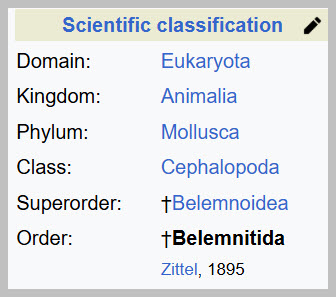 Scientific classification
Domain: Eukaryota
Kingdom: Animalia
Phylum: Mollusca
Class: Cephalopoda
Superorder: †Belemnoidea
Order: †Belemnitida
Zittel, 1895